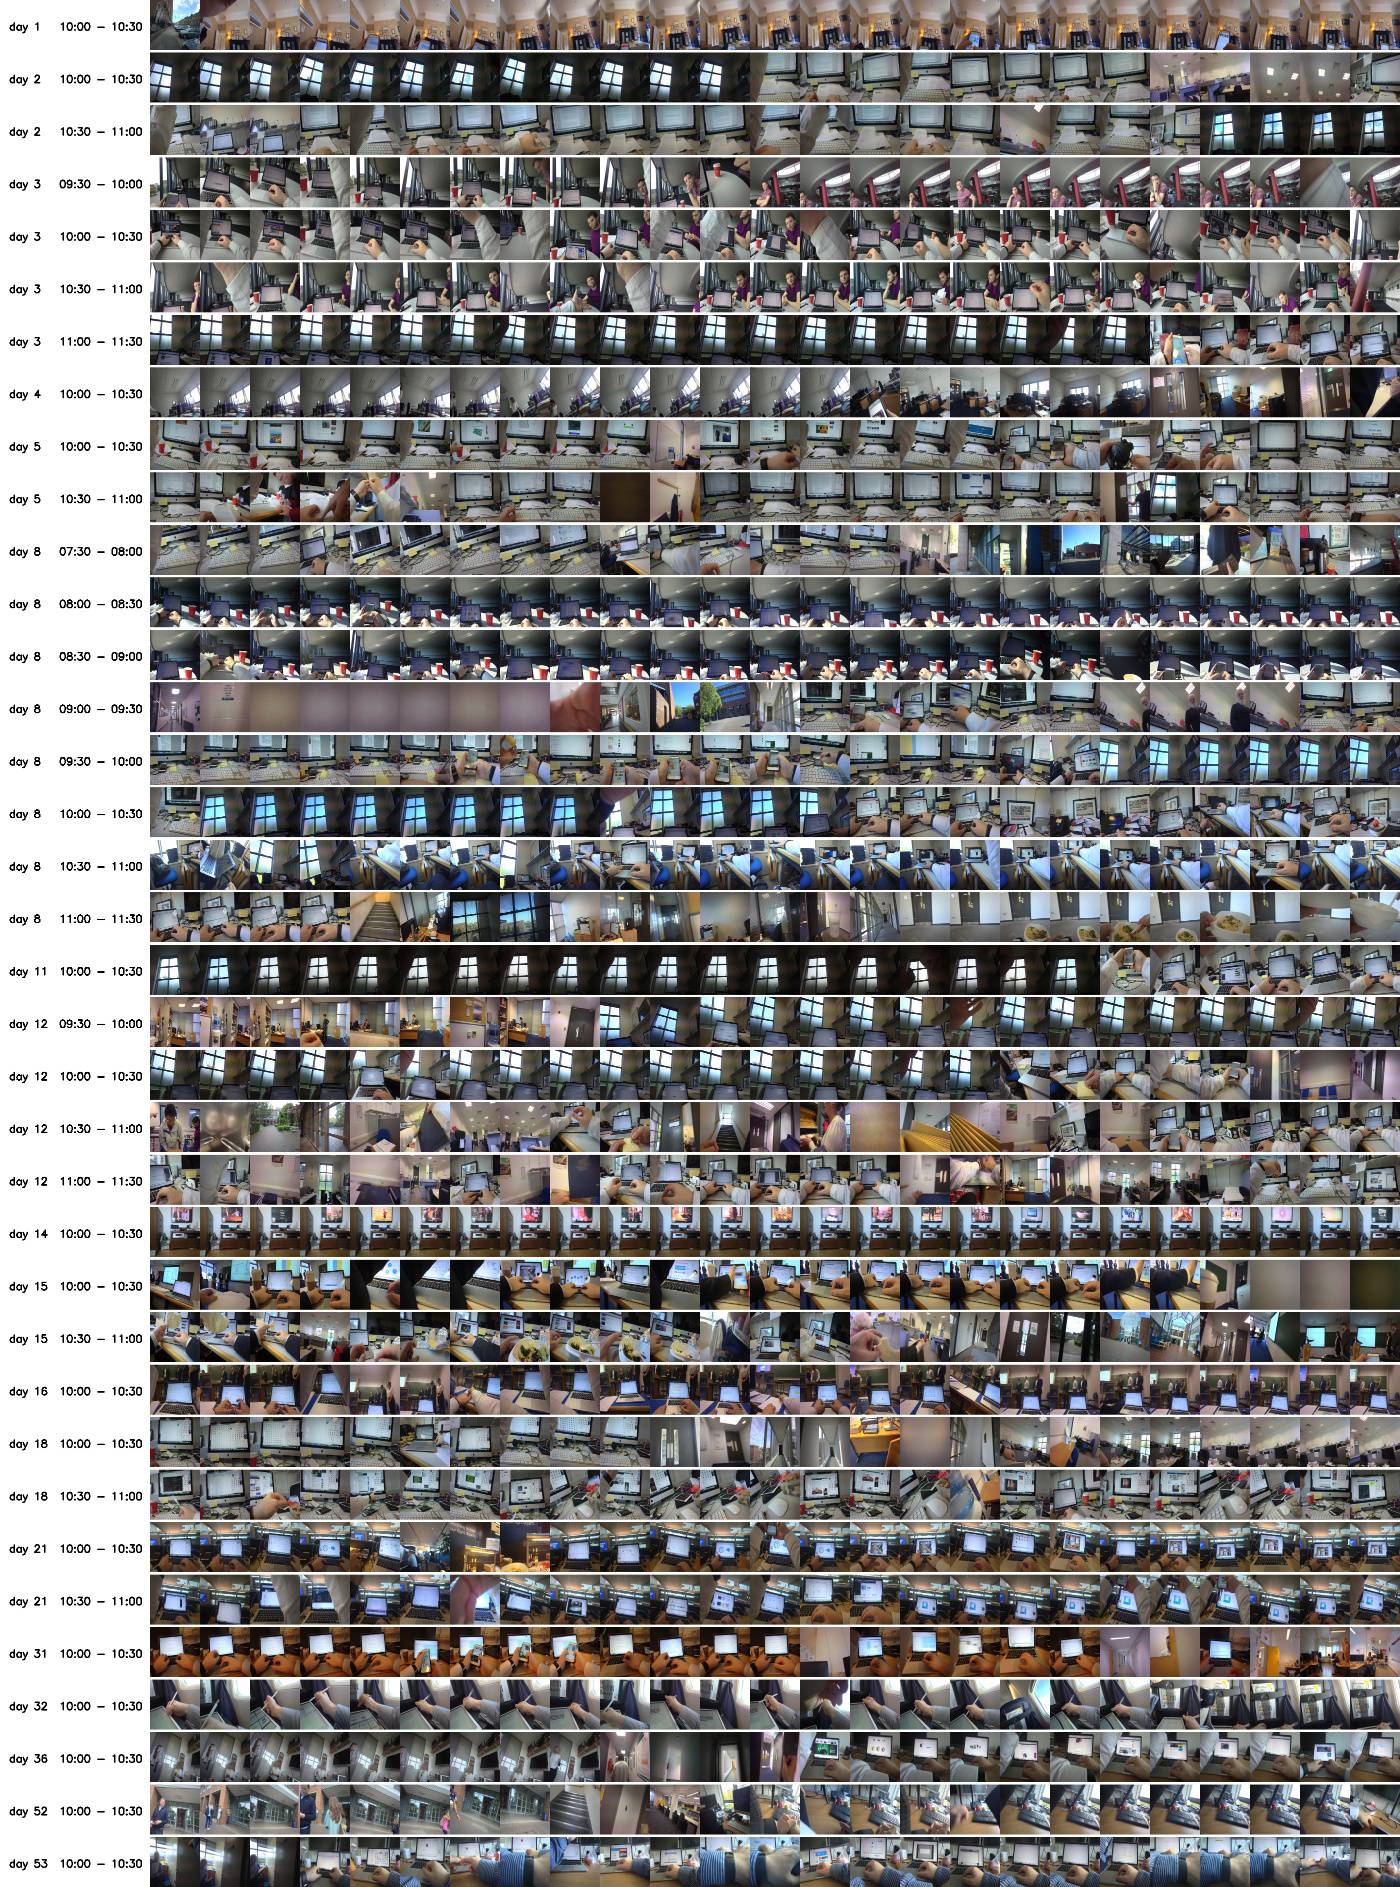 day 1 10:00 – 10:30
day 2 10:00 – 10:30
day 2 10:30 – 11:00
day 3 09:30 – 10:00
day 3 10:00 – 10:30
day 3 10:30 – 11:00
day 3 11:00 – 11:30
day 4 10:00 – 10:30
day 5 10:00 – 10:30
day 5 10:30 – 11:00
day 8 07:30 – 08:00
day 8 08:00 – 08:30
day 8 08:30 – 09:00
day 8 09:00 – 09:30
day 8 09:30 – 10:00
day 8 10:00 – 10:30
day 8 10:30 – 11:00
day 8 11:00 – 11:30
day 11 10:00 – 10:30
day 12 09:30 – 10:00
day 12 10:00 – 10:30
day 12 10:30 – 11:00
day 12 11:00 – 11:30
day 14 10:00 – 10:30
day 15 10:00 – 10:30
day 15 10:30 – 11:00
day 16 10:00 – 10:30
day 18 10:00 – 10:30
day 18 10:30 – 11:00
day 21 10:00 – 10:30
day 21 10:30 – 11:00
day 31 10:00 – 10:30
day 32 10:00 – 10:30
day 36 10:00 – 10:30
day 52 10:00 – 10:30
day 53 10:00 – 10:30